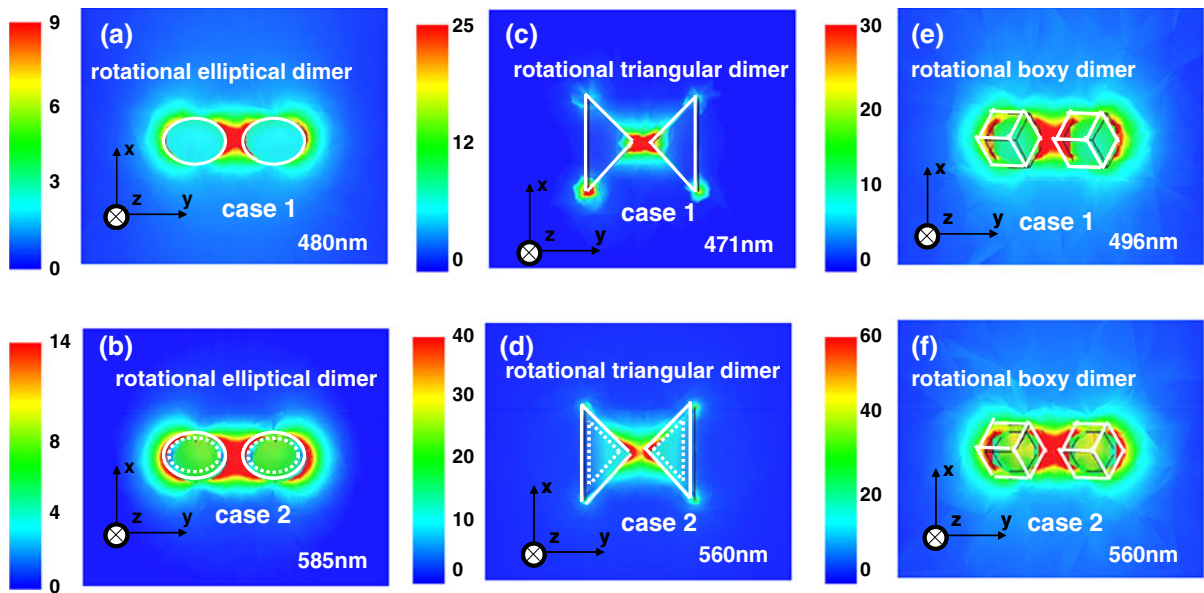 9
6
3
0
(a)
rotational elliptical dimer
x
z
y
case 1
480nm
25
12
0
(c)
rotational triangular dimer
x
z
y
case 1
471nm
30
20
10
0
(e)
rotational boxy dimer
x
z
y
case 1
496nm
14
8
4
0
(b)
rotational elliptical dimer
x
z
y
case 2
585nm
40
30
20
10
0
(d)
rotational triangular dimer
x
z
y
case 2
560nm
60
40
20
0
(f)
rotational boxy dimer
x
z
y
case 2
560nm